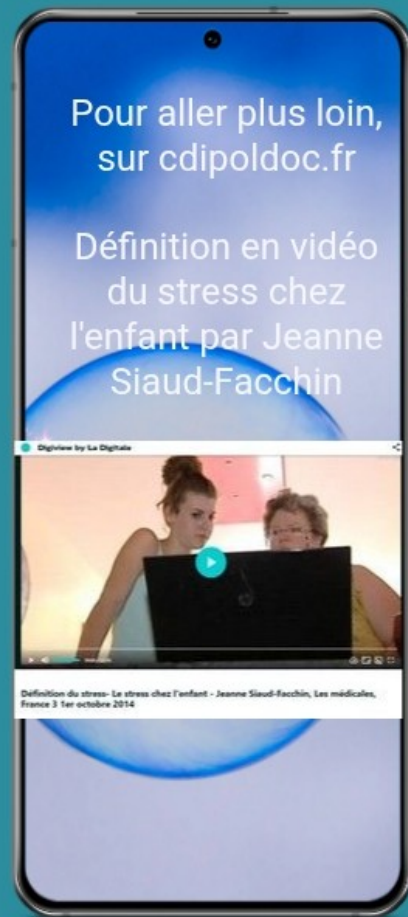 Pour aller plus loin,
sur cdipoldoc.fr
Définition en vidéo
du stress chez
l'enfant par Jeanne
Siaud-Facchin
Digiview by La Digitale
Définition du stress- Le stress chez l'enfant - Jeanne Siaud-Facchin, Les médicales,
France 3 1er octobre 2014